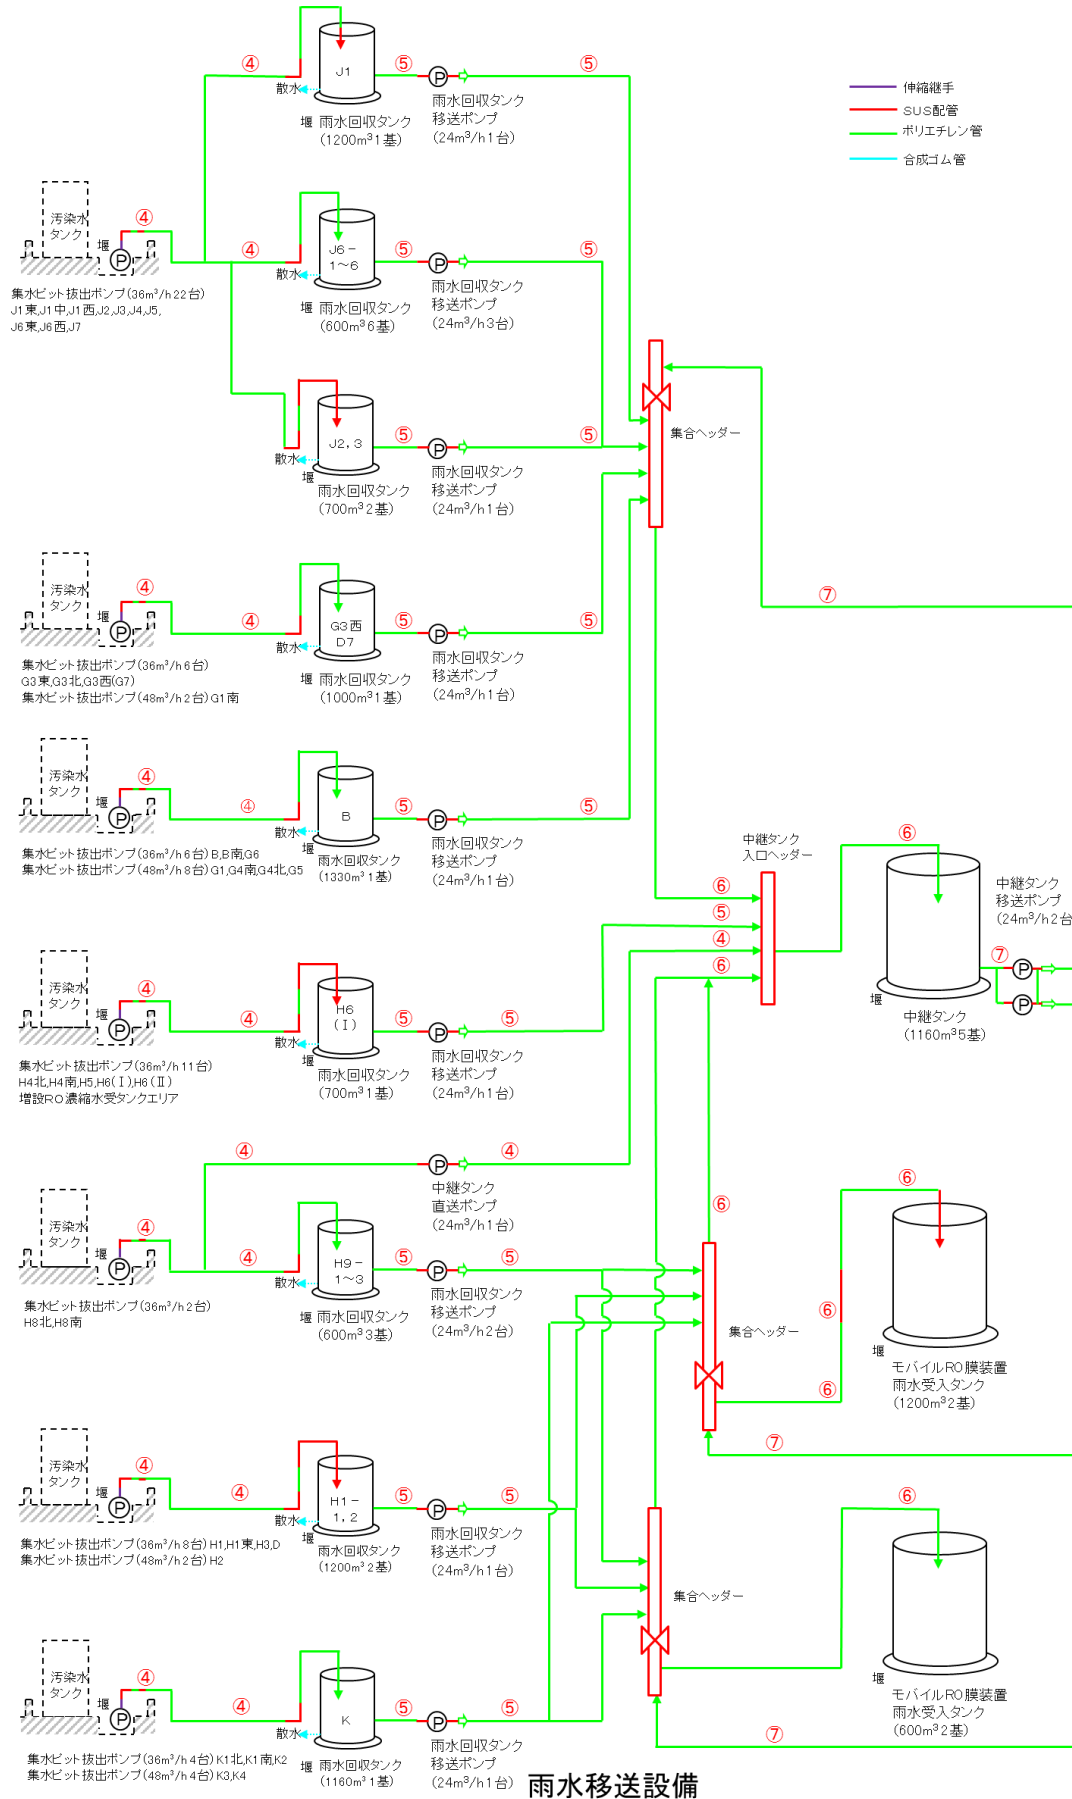 ④
⑤
⑤
J1
散水
堰
雨水回収タンク
(1200m³1基)
雨水回収タンク
移送ポンプ
(24m³/h1台)
伸縮継手
SUS配管
ポリエチレン管
合成ゴム管
汚染水
タンク
堰
④
P
集水ピット抜出ポンプ(36m³/h22台)
J1東,J1中,J1西,J2,J3,J4,J5,
J6東,J6西,J7
④
⑤
⑤
J6-
1~6
散水
堰
雨水回収タンク
(600m³6基)
雨水回収タンク
移送ポンプ
(24m³/h3台)
⑤
⑤
J2,3
散水
堰
雨水回収タンク
(700m³2基)
雨水回収タンク
移送ポンプ
(24m³/h1台)
集合ヘッダー
⑦
汚染水
タンク
堰
④
P
集水ピット抜出ポンプ(36m³/h6台)
G3東,G3北,G3西(G7)
集水ピット抜出ポンプ(48m³/h2台)G1南
④
⑤
⑤
G3西
D7
散水
堰
雨水回収タンク
(1000m³1基)
雨水回収タンク
移送ポンプ
(24m³/h1台)
汚染水
タンク
堰
④
P
集水ピット抜出ポンプ(36m³/h6台)B,B南,G6
集水ピット抜出ポンプ(48m³/h8台)G1,G4南,G4北,G5
④
⑤
⑤
B
散水
堰
雨水回収タンク
(1330m³1基)
雨水回収タンク
移送ポンプ
(24m³/h1台)
中継タンク
入口ヘッダー
⑥
⑤
④
⑥
⑥
堰
中継タンク
(1160m³5基)
中継タンク
移送ポンプ
(24m³/h2台
⑦
P
P
汚染水
タンク
堰
④
P
集水ピット抜出ポンプ(36m³/h11台)
H4北,H4南,H5,H6(Ⅰ),H6(Ⅱ)
増設RO濃縮水受タンクエリア
④
⑤
⑤
H6
(Ⅰ)
散水
堰
雨水回収タンク
(700m³1基)
雨水回収タンク
移送ポンプ
(24m³/h1台)
④
④
P
中継タンク
直送ポンプ
(24m³/h1台)
汚染水
タンク
堰
④
P
集水ピット抜出ポンプ(36m³/h2台)
H8北,H8南
④
⑤
⑤
H9-
1~3
散水
堰
雨水回収タンク
(600m³3基)
雨水回収タンク
移送ポンプ
(24m³/h2台)
⑥
集合ヘッダー
⑥
⑥
⑥
堰
モバイルRO膜装置
雨水受入タンク
(1200m³2基)
⑦
汚染水
タンク
堰
④
P
集水ピット抜出ポンプ(36m³/h8台)H1,H1東,H3,D
集水ピット抜出ポンプ(48m³/h2台)H2
④
⑤
⑤
H1-
1,2
散水
堰
雨水回収タンク
(1200m³2基)
雨水回収タンク
移送ポンプ
(24m³/h1台)
集合ヘッダー
⑥
堰
モバイルRO膜装置
雨水受入タンク
(600m³2基)
⑦
汚染水
タンク
堰
④
P
集水ピット抜出ポンプ(36m³/h4台)K1北,K1南,K2
集水ピット抜出ポンプ(48m³/h4台)K3,K4
④
⑤
⑤
K
散水
堰
雨水回収タンク
(1160m³1基)
雨水回収タンク
移送ポンプ
(24m³/h1台)
雨水移送設備